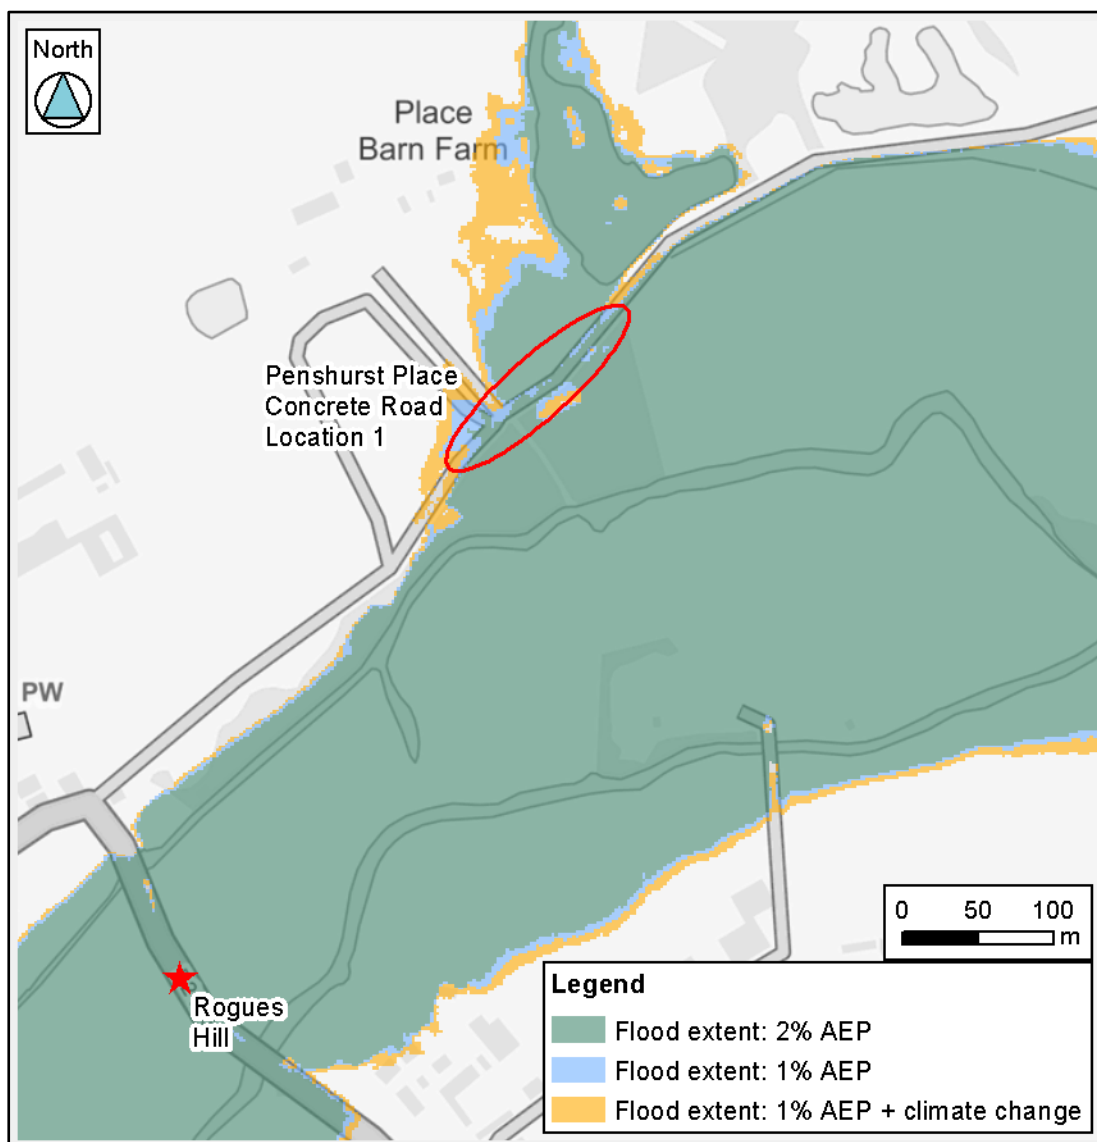 North
Place
Barn Farm
Penshurst Place
Concrete Road
Location 1
PW
Rogues
Hill
0 50 100
m
Legend
Flood extent: 2% AEP
Flood extent: 1% AEP
Flood extent: 1% AEP + climate change